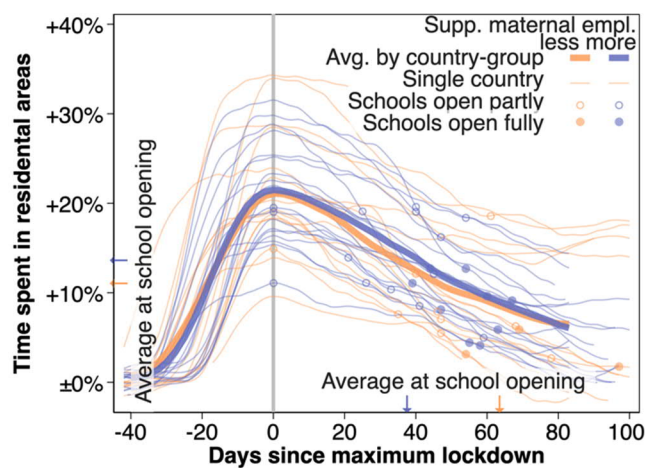 +40%
+30%
+20%
+10%
±0%
Time spent in residental areas
Average at school opening
Supp. maternal empl.
less more
Avg. by country-group
Single country
Schools open partly
Schools open fully
Average at school opening
-40 -20 0 20 40 60 80 100
Days since maximum lockdown